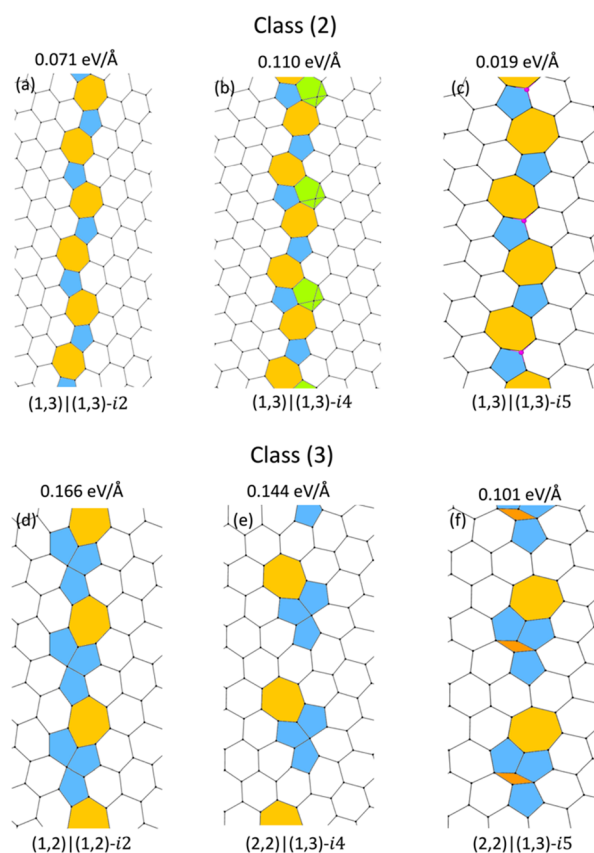 Class (2)
0.071 eV/Å 0.110 eV/Å 0.019 eV/Å
(a) (b) (c)
(1,3)|(1,3)-i2 (1,3)|(1,3)-i4 (1,3)|(1,3)-i5
Class (3)
0.166 eV/Å 0.144 eV/Å 0.101 eV/Å
(d) (e) (f)
(1,2)|(1,2)-i2 (2,2)|(1,3)-i4 (2,2)|(1,3)-i5